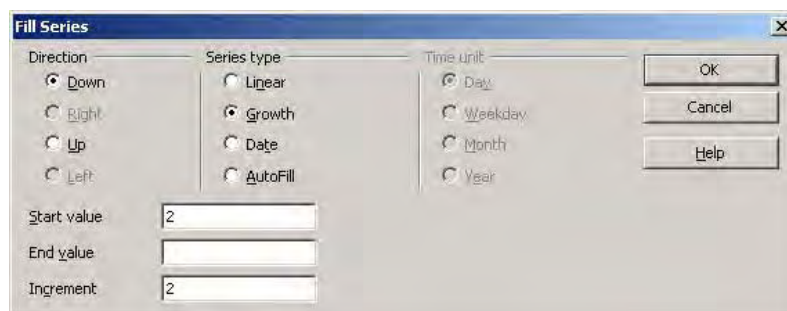 Fill Series
Direction
Down
Right
Up
Left
Series type
Linear
Growth
Date
AutoFill
Time unit
Day
Weekday
Month
Year
OK
Cancel
Help
Start value 2
End value
Increment 2